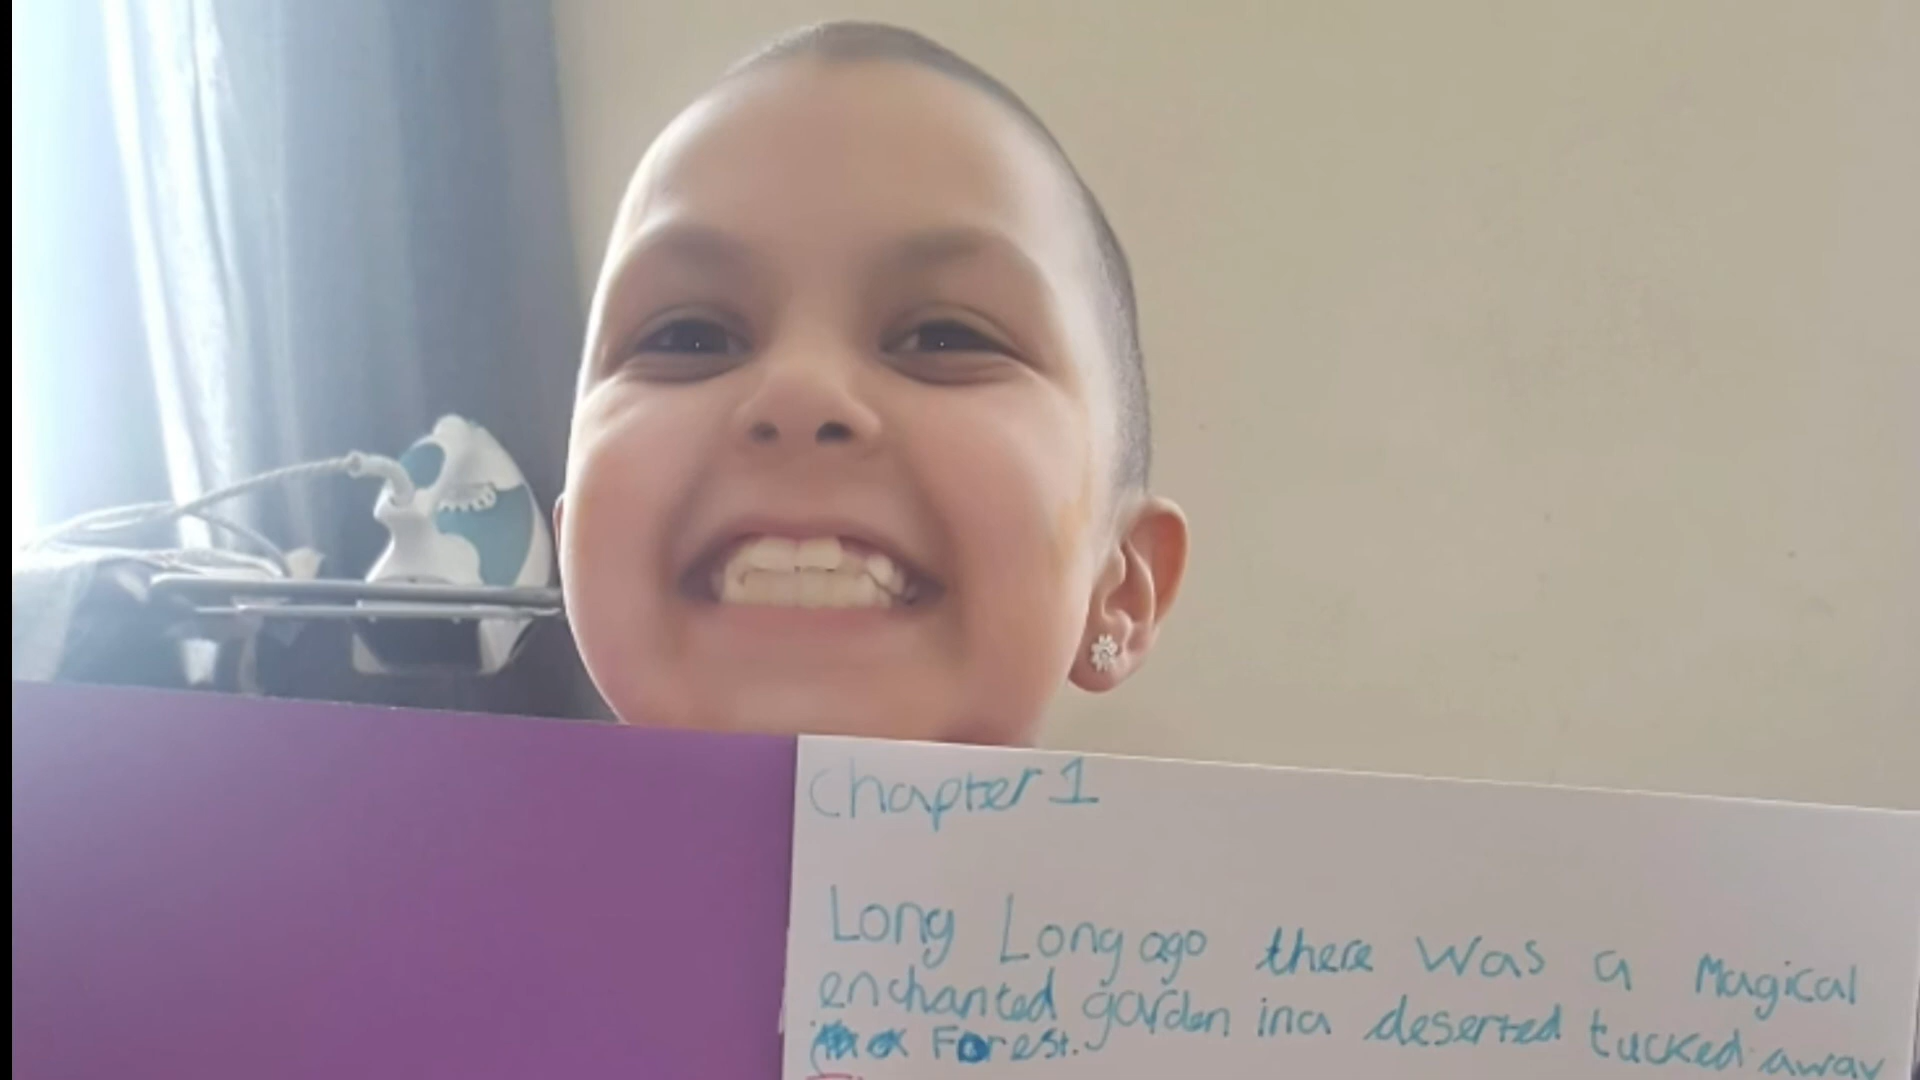 Chapter 1
Long Long ago there was a Magical
enchanted garden in a deserted tucked away
Forest.